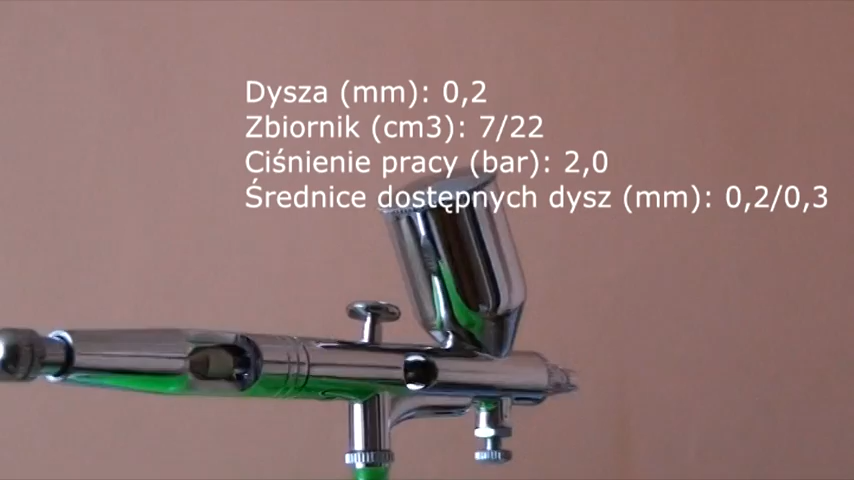 Dysza (mm): 0,2
Zbiornik (cm3): 7/22
Ciśnienie pracy (bar): 2,0
Średnice dostępnych dysz (mm): 0,2/0,3